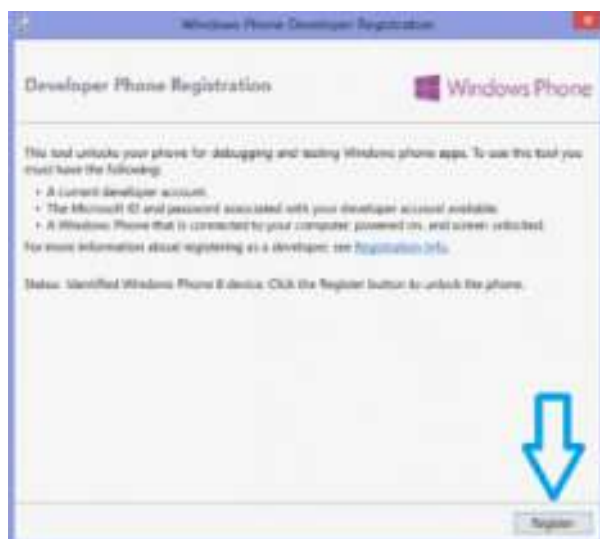 Windows Phone Developer Registration
Developer Phone Registration
Windows Phone
This tool unlocks your phone for debugging and testing Windows phone apps. To use this tool you
must have the following:
• A current developer account.
• The Microsoft ID and password associated with your developer account available.
• A Windows Phone that is connected to your computer, powered on, and screen unlocked.
For more information about registering as a developer, see Registration Info.
Status: Identified Windows Phone 8 device. Click the Register button to unlock the phone.
Register